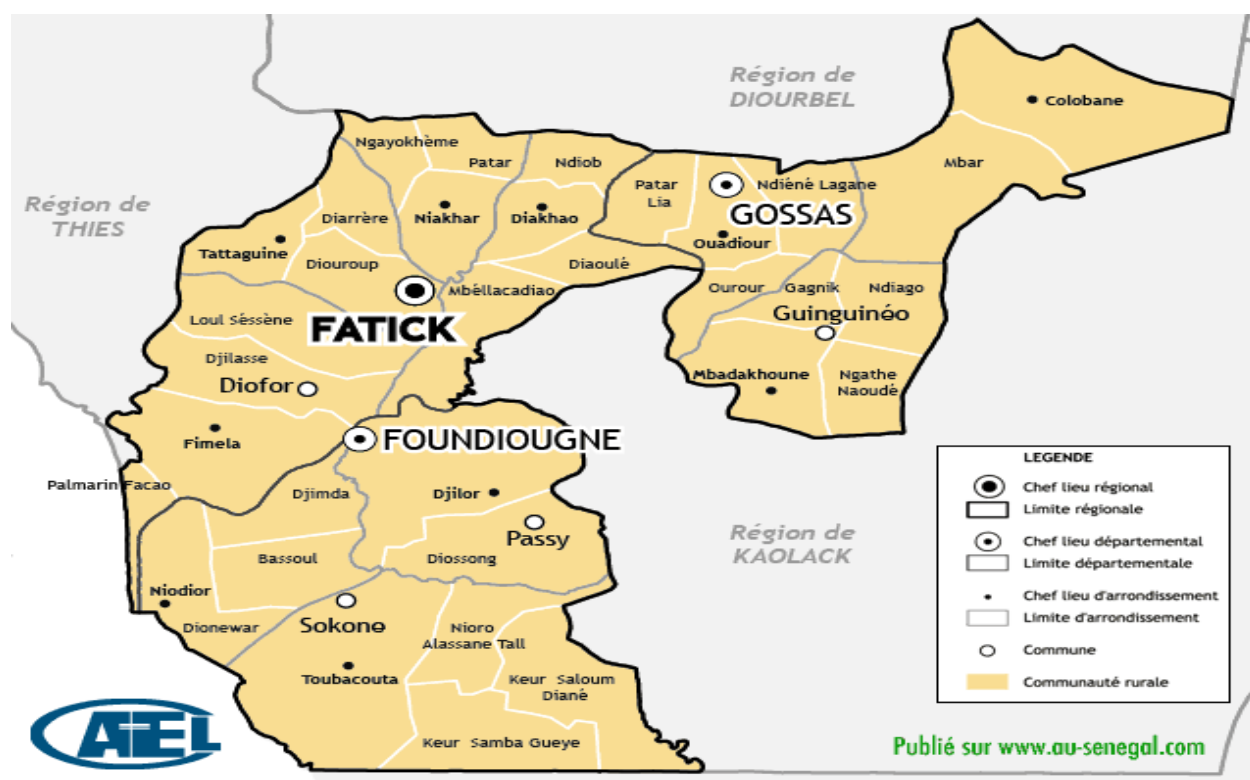 Région de
DIOURBEL
Colobane
Ngayokhème
Patar
Ndiob
Mbar
Patar
Lia
Ndiéné Lagane
Région de
THIES
GOSSAS
Diarrère
Niakhar
Diakhao
Ouadiour
Tattaguine
Diouroup
Diaoulé
Mbéllacadiao
Ourour
Gagnik
Ndiago
Loul Séssène
FATICK
Guinguinéo
Djilasse
Diofor
Mbadakhoune
Ngathe
Naoudé
Fimela
FOUNDIOUGNE
Palmarin Facao
Djimda
Djilor
Passy
Région de
KAOLACK
Bassoul
Diossong
Niodior
Dionewar
Sokone
Nioro
Alassane Tall
Toubacouta
Keur Saloum
Diané
Keur Samba Gueye
LEGENDE
Chef lieu régional
Limite régionale
Chef lieu départemental
Limite départementale
Chef lieu d'arrondissement
Limite d'arrondissement
Commune
Communauté rurale
AEL
Publié sur www.au-senegal.com